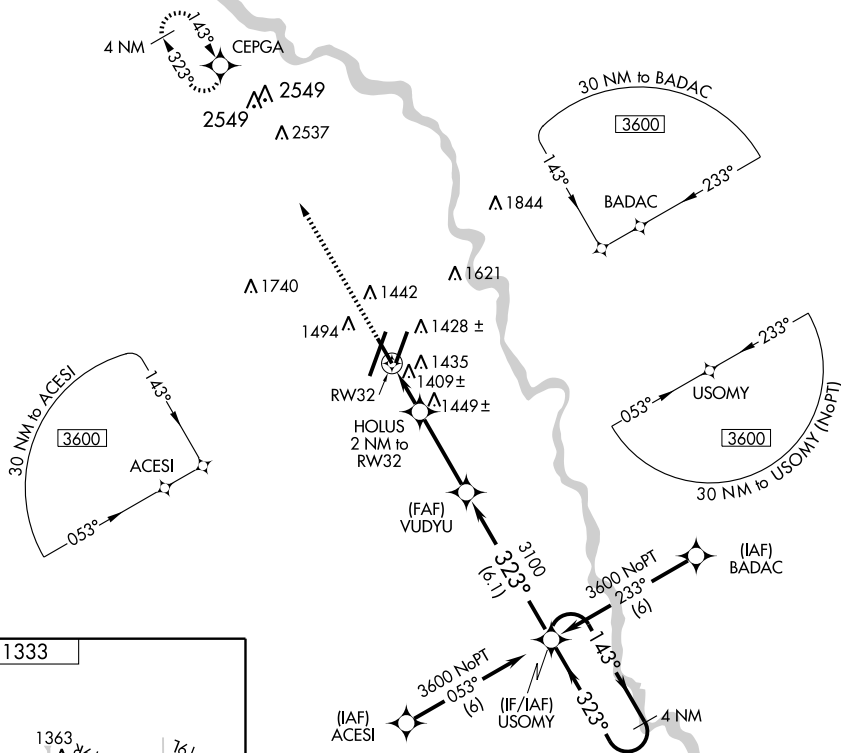 143°
4 NM
323°
CEPGA
2549
2549
2537
30 NM to BADAC
3600
143°
233°
BADAC
1844
1740
1442
1621
1494
1428 ±
1435
1409 ±
RW32
1449 ±
HOLUS
2 NM to
RW32
30 NM to ACESI
143°
3600
ACESI
053°
233°
053°
USOMY
3600
30 NM to USOMY (NoPT)
(FAF)
VUDYU
3100
323°
(6.1)
(IAF)
BADAC
3600 NoPT
233°
(6)
143°
323°
4 NM
3600 NoPT
053°
(6)
(IF/IAF)
USOMY
(IAF)
ACESI
1333
1363